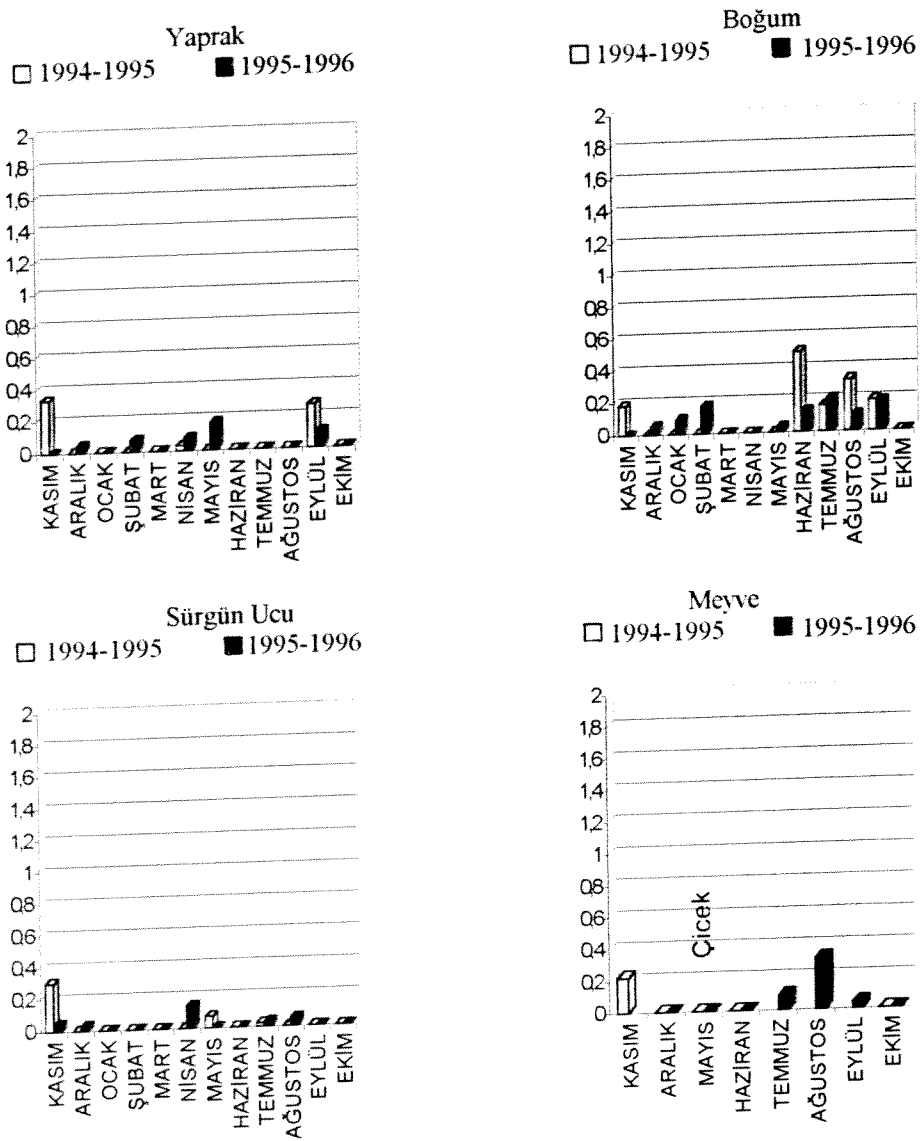 Yaprak
1994-1995 1995-1996
2
1,8
1,6
1,4
1,2
1
0,8
0,6
0,4
0,2
0
KASIM
ARALIK
OCAK
ŞUBAT
MART
NİSAN
MAYIS
HAZİRAN
TEMMUZ
AĞUSTOS
EYLÜL
EKİM
Boğum
1994-1995 1995-1996
2
1,8
1,6
1,4
1,2
1
0,8
0,6
0,4
0,2
0
KASIM
ARALIK
OCAK
ŞUBAT
MART
NİSAN
MAYIS
HAZİRAN
TEMMUZ
AĞUSTOS
EYLÜL
EKİM
Sürgün Ucu
1994-1995 1995-1996
2
1,8
1,6
1,4
1,2
1
0,8
0,6
0,4
0,2
0
KASIM
ARALIK
OCAK
ŞUBAT
MART
NİSAN
MAYIS
HAZİRAN
TEMMUZ
AĞUSTOS
EYLÜL
EKİM
Meyve
1994-1995 1995-1996
2
1,8
1,6
1,4
1,2
1
0,8
0,6
0,4
0,2
0
Çicek
KASIM
ARALIK
MAYIS
HAZİRAN
TEMMUZ
AĞUSTOS
EYLÜL
EKİM